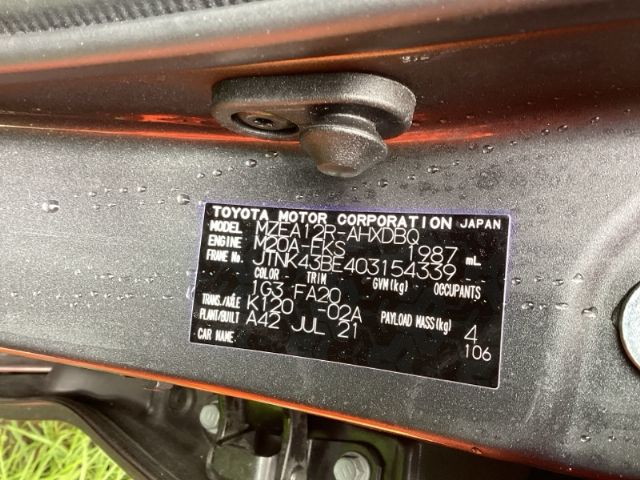 TOYOTA MOTOR CORPORATION JAPAN
MODEL MZEA12R-AHXDBQ
ENGINE M20A-FKS 1987 mL
FRAME No. JTNK43BE403154339
COLOR TRIM GVM(kg) OCCUPANTS
1G3 FA20
TRANS./AXLE K120 -02A PAYLOAD MASS(kg) 4
PLANT/BUILT A42 JUL 21 106
CAR NAME